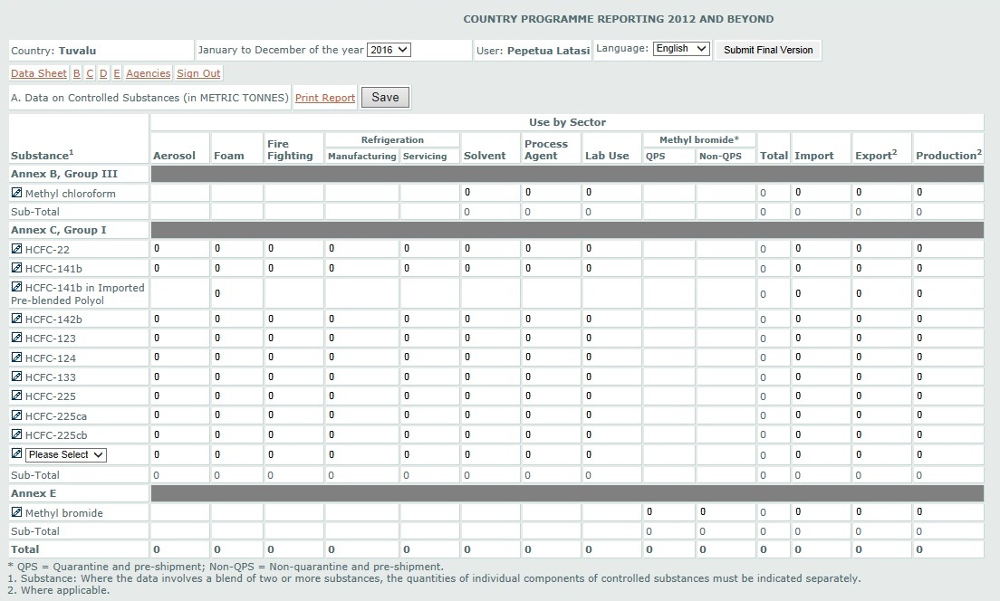 COUNTRY PROGRAMME REPORTING 2012 AND BEYOND
Country: Tuvalu January to December of the year 2016 User: Pepetua Latasi Language: English Submit Final Version
Data Sheet B C D E Agencies Sign Out
A. Data on Controlled Substances (in METRIC TONNES) Print Report Save
Use by Sector
Substance1 Aerosol Foam Fire Fighting Refrigeration Manufacturing Servicing Solvent Process Agent Lab Use Methyl bromide* QPS Non-QPS Total Import Export2 Production2
Annex B, Group III
Methyl chloroform 0 0 0 0 0 0 0
Sub-Total 0 0 0 0 0 0 0
Annex C, Group I
HCFC-22 0 0 0 0 0 0 0 0 0 0 0 0
HCFC-141b 0 0 0 0 0 0 0 0 0 0 0 0
HCFC-141b in Imported
Pre-blended Polyol 0 0 0 0 0
HCFC-142b 0 0 0 0 0 0 0 0 0 0 0 0
HCFC-123 0 0 0 0 0 0 0 0 0 0 0 0
HCFC-124 0 0 0 0 0 0 0 0 0 0 0 0
HCFC-133 0 0 0 0 0 0 0 0 0 0 0 0
HCFC-225 0 0 0 0 0 0 0 0 0 0 0 0
HCFC-225ca 0 0 0 0 0 0 0 0 0 0 0 0
HCFC-225cb 0 0 0 0 0 0 0 0 0 0 0 0
Please Select 0 0 0 0 0 0 0 0 0 0 0 0
Sub-Total 0 0 0 0 0 0 0 0 0 0 0 0
Annex E
Methyl bromide 0 0 0 0 0 0
Sub-Total 0 0 0 0 0 0
Total 0 0 0 0 0 0 0 0 0 0 0 0 0 0
* QPS = Quarantine and pre-shipment; Non-QPS = Non-quarantine and pre-shipment.
1. Substance: Where the data involves a blend of two or more substances, the quantities of individual components of controlled substances must be indicated separately.
2. Where applicable.